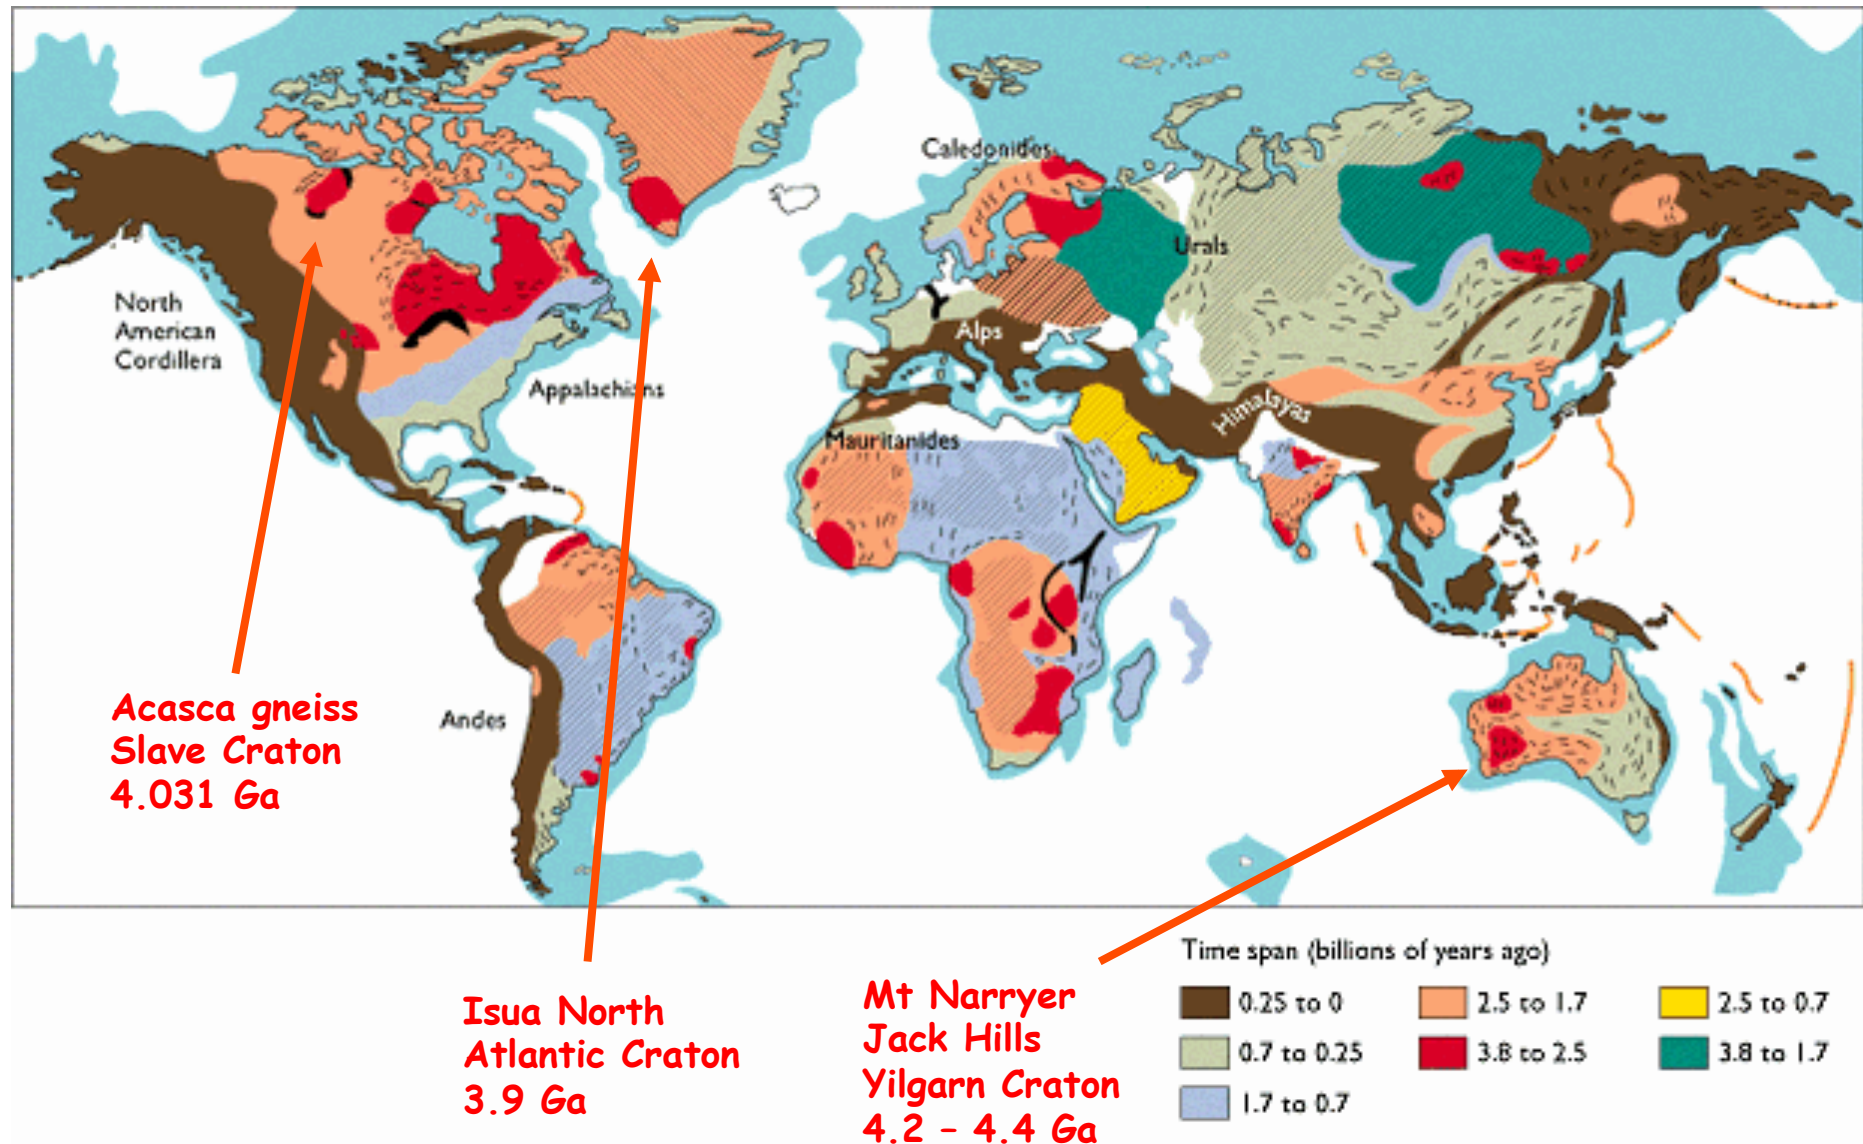 Caledonides
Urals
North
American
Cordillera
Alps
Appalachians
Himalayas
Mauritanides
Acasca gneiss
Slave Craton
4.031 Ga
Andes
Isua North
Atlantic Craton
3.9 Ga
Mt Narryer
Jack Hills
Yilgarn Craton
4.2 – 4.4 Ga
Time span (billions of years ago)
0.25 to 0
2.5 to 1.7
2.5 to 0.7
0.7 to 0.25
3.8 to 2.5
3.8 to 1.7
1.7 to 0.7